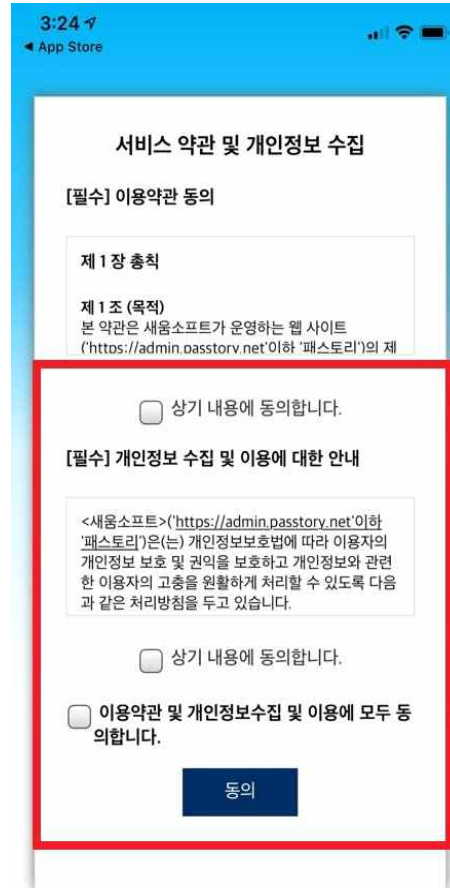 3:24
◀ App Store
서비스 약관 및 개인정보 수집
[필수] 이용약관 동의
제 1 장 총칙
제 1 조 (목적)
본 약관은 새움소프트가 운영하는 웹 사이트
('https://admin.passtory.net'이하 '패스토리')의 제
상기 내용에 동의합니다.
[필수] 개인정보 수집 및 이용에 대한 안내
<새움소프트>('https://admin.passtory.net'이하
'패스토리')은(는) 개인정보보호법에 따라 이용자의
개인정보 보호 및 권익을 보호하고 개인정보와 관련
한 이용자의 고충을 원활하게 처리할 수 있도록 다음
과 같은 처리방침을 두고 있습니다.
상기 내용에 동의합니다.
이용약관 및 개인정보수집 및 이용에 모두 동
의합니다.
동의